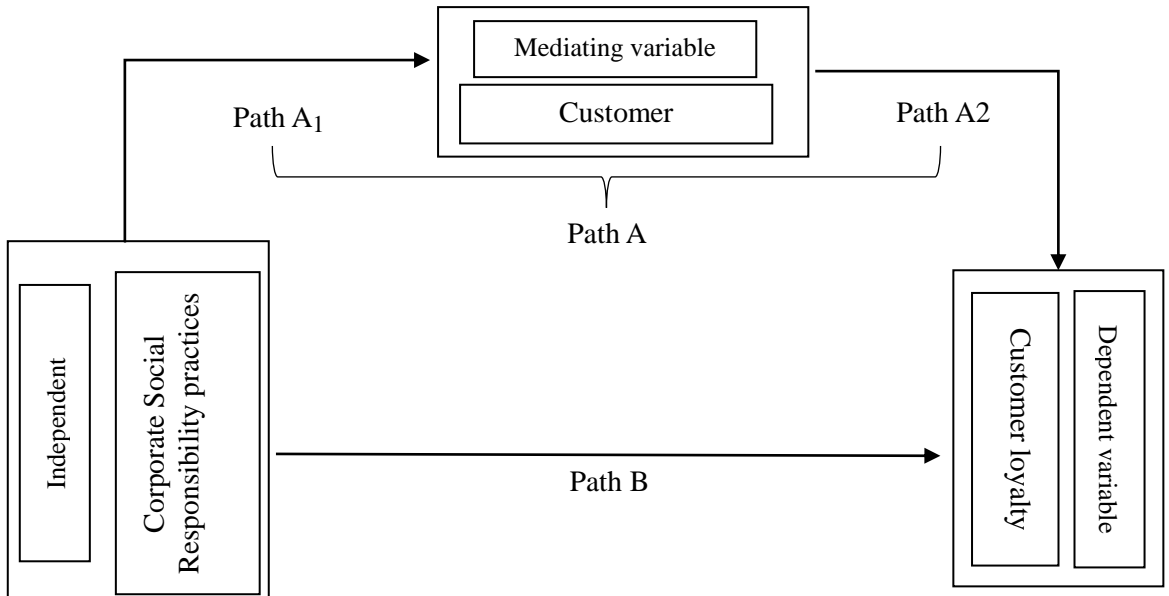 Mediating variable
Customer
Path A₁
Path A2
Path A
Independent
Corporate Social
Responsibility practices
Path B
Customer loyalty
Dependent variable